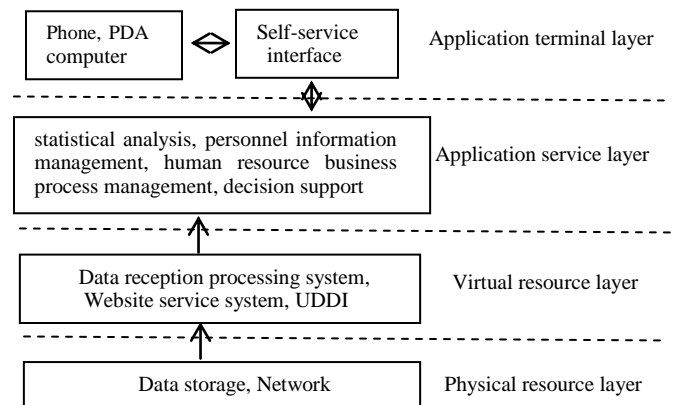 Phone, PDA
computer
Self-service
interface
Application terminal layer
statistical analysis, personnel information
management, human resource business
process management, decision support
Application service layer
Data reception processing system,
Website service system, UDDI
Virtual resource layer
Data storage, Network
Physical resource layer